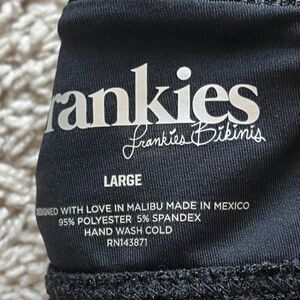 rankies
frankies Bikinis
LARGE
DESIGNED WITH LOVE IN MALIBU MADE IN MEXICO
95% POLYESTER 5% SPANDEX
HAND WASH COLD
RN143871